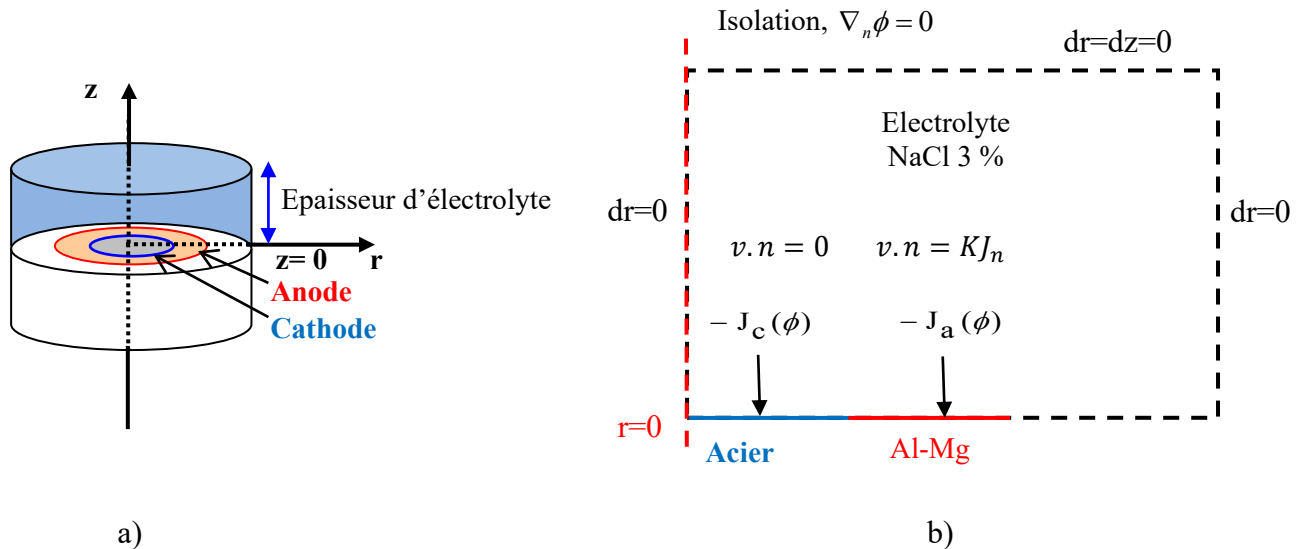 z
Epaisseur d’électrolyte
z= 0
r
Anode
Cathode
a)
Isolation, ∇ₙϕ = 0
dr=dz=0
Electrolyte
NaCl 3 %
dr=0
dr=0
v.n = 0
v.n = KJₙ
− J_c(ϕ)
− J_a(ϕ)
r=0
Acier
Al-Mg
b)